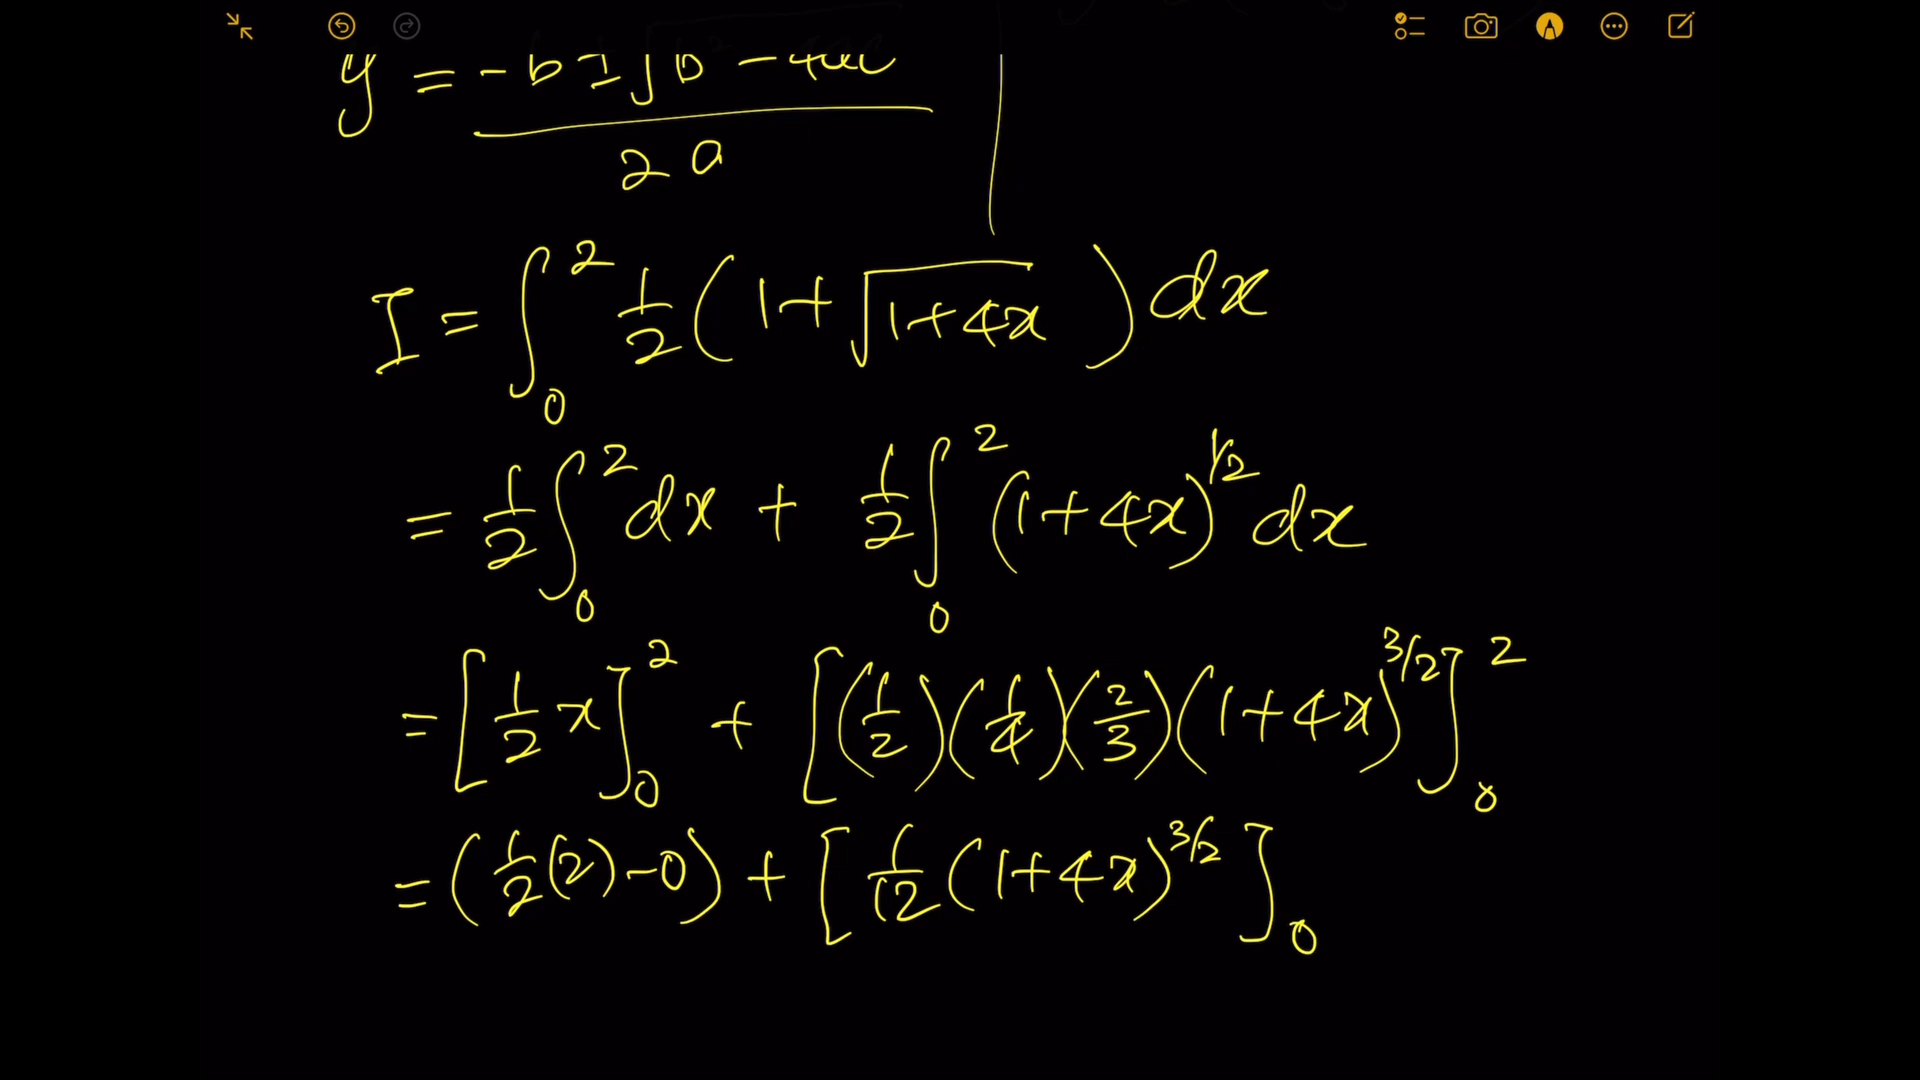 y = -b ± √b - 4ac / 2a
I = ∫₀² 1/2 (1 + √(1+4x)) dx
= 1/2 ∫₀² dx + 1/2 ∫₀² (1+4x)^1/2 dx
= [1/2 x]₀² + [(1/2)(1/4)(2/3)(1+4x)^3/2]₀²
= (1/2(2) - 0) + [1/12 (1+4x)^3/2]₀